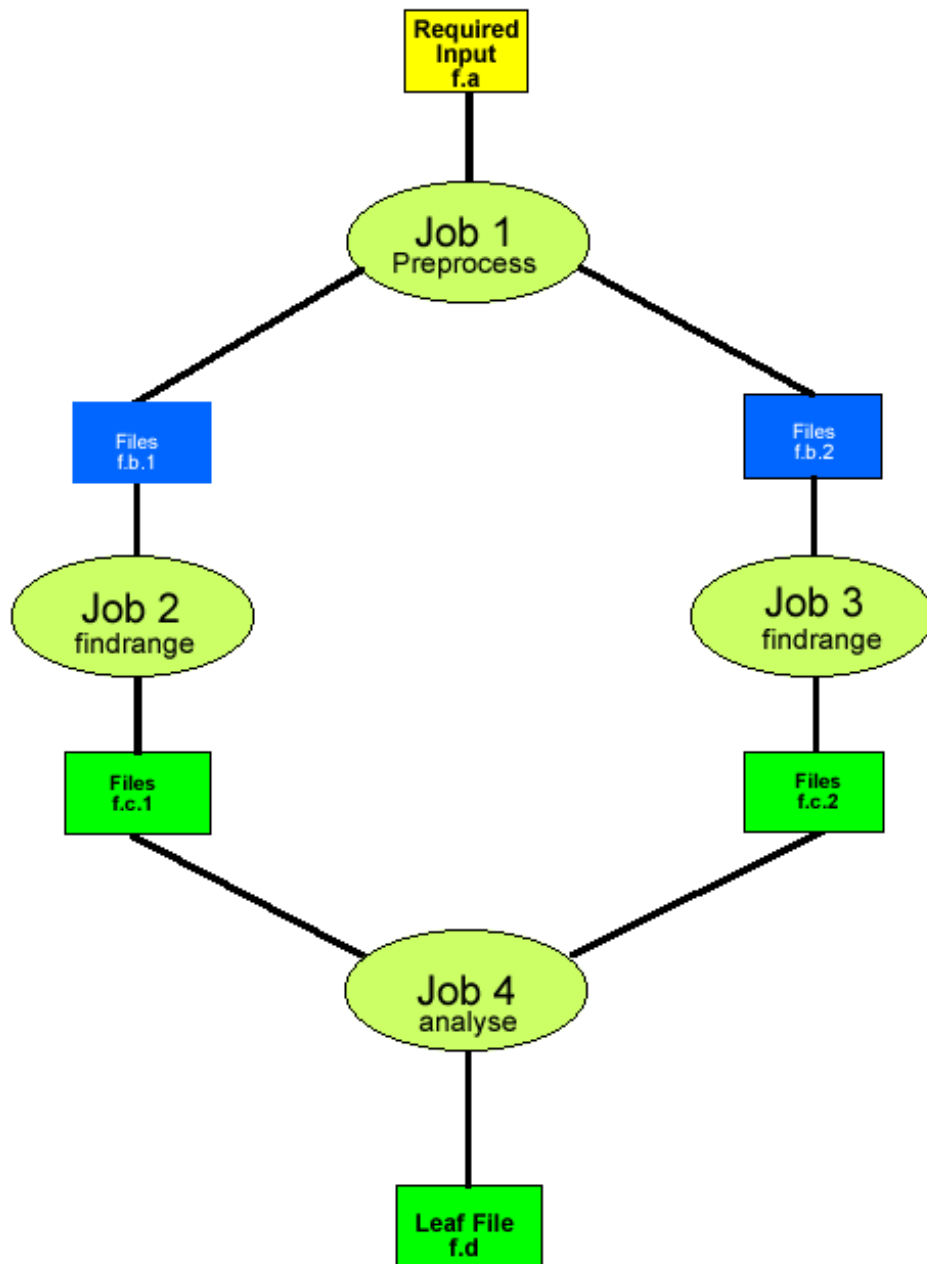 Required
Input
f.a
Job 1
Preprocess
Files
f.b.1
Files
f.b.2
Job 2
findrange
Job 3
findrange
Files
f.c.1
Files
f.c.2
Job 4
analyse
Leaf File
f.d